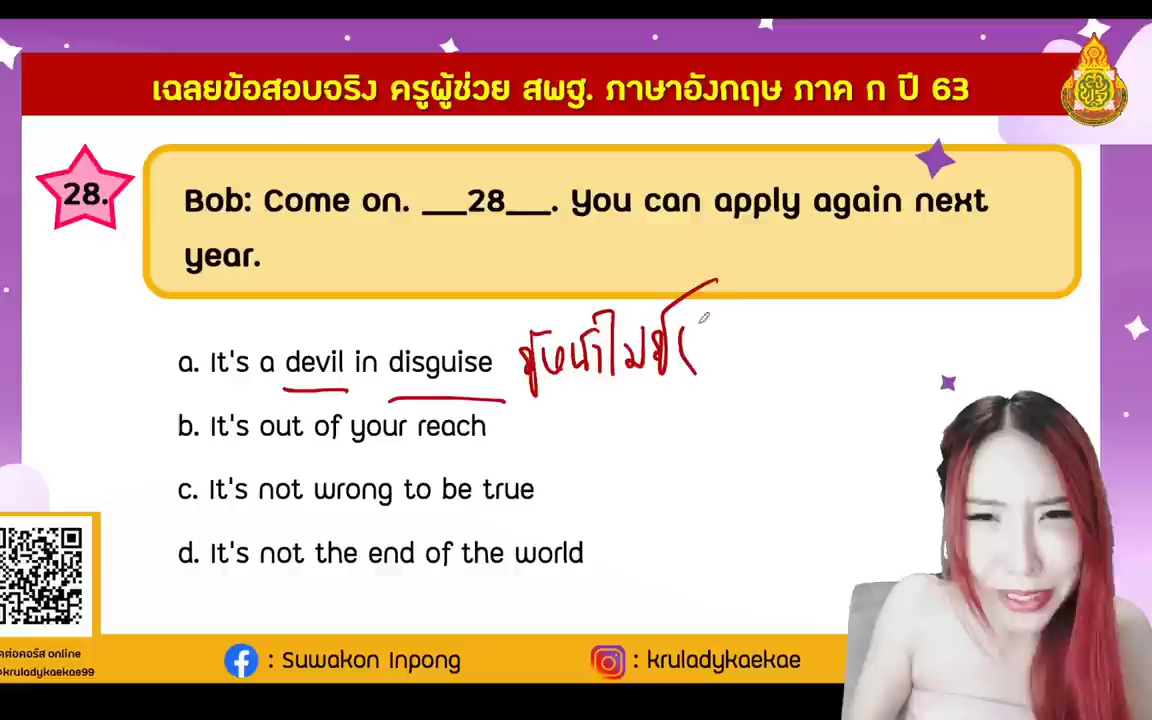 เฉลยข้อสอบจริง ครูผู้ช่วย สพฐ. ภาษาอังกฤษ ภาค ก ปี 63
28.
Bob: Come on. __28__. You can apply again next
year.
a. It's a devil in disguise
b. It's out of your reach
c. It's not wrong to be true
d. It's not the end of the world
online
kruladykaekae99
: Suwakon Inpong
: kruladykaekae